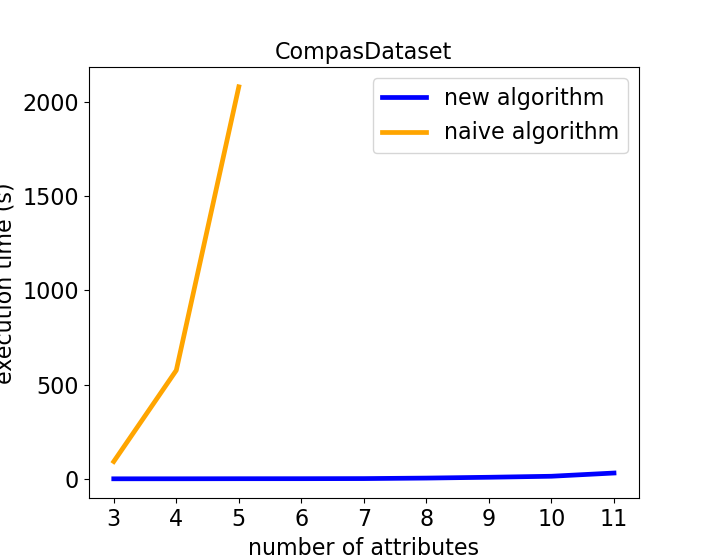 CompasDataset
new algorithm
naive algorithm
2000
1500
1000
500
0
execution time (s)
3 4 5 6 7 8 9 10 11
number of attributes